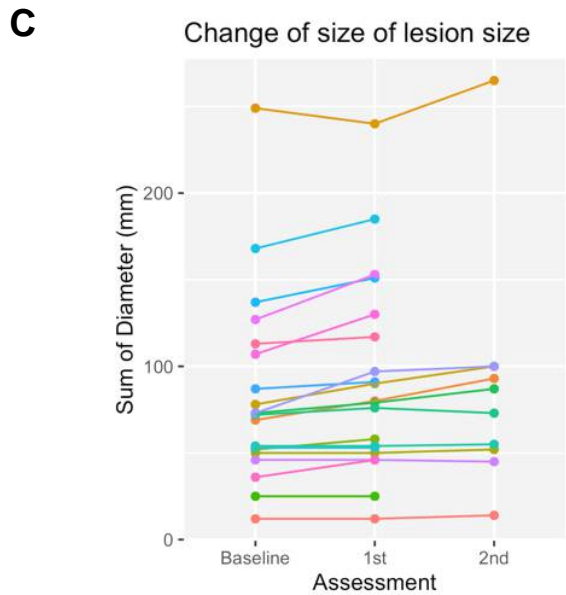 C
Change of size of lesion size
Sum of Diameter (mm)
200
100
0
Baseline 1st 2nd
Assessment